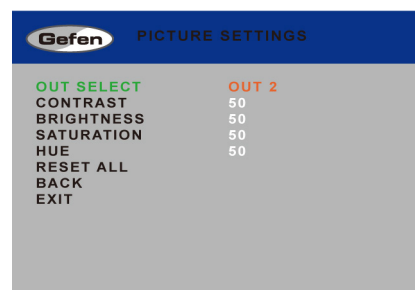 Gefen PICTURE SETTINGS
OUT SELECT OUT 2
CONTRAST 50
BRIGHTNESS 50
SATURATION 50
HUE 50
RESET ALL
BACK
EXIT